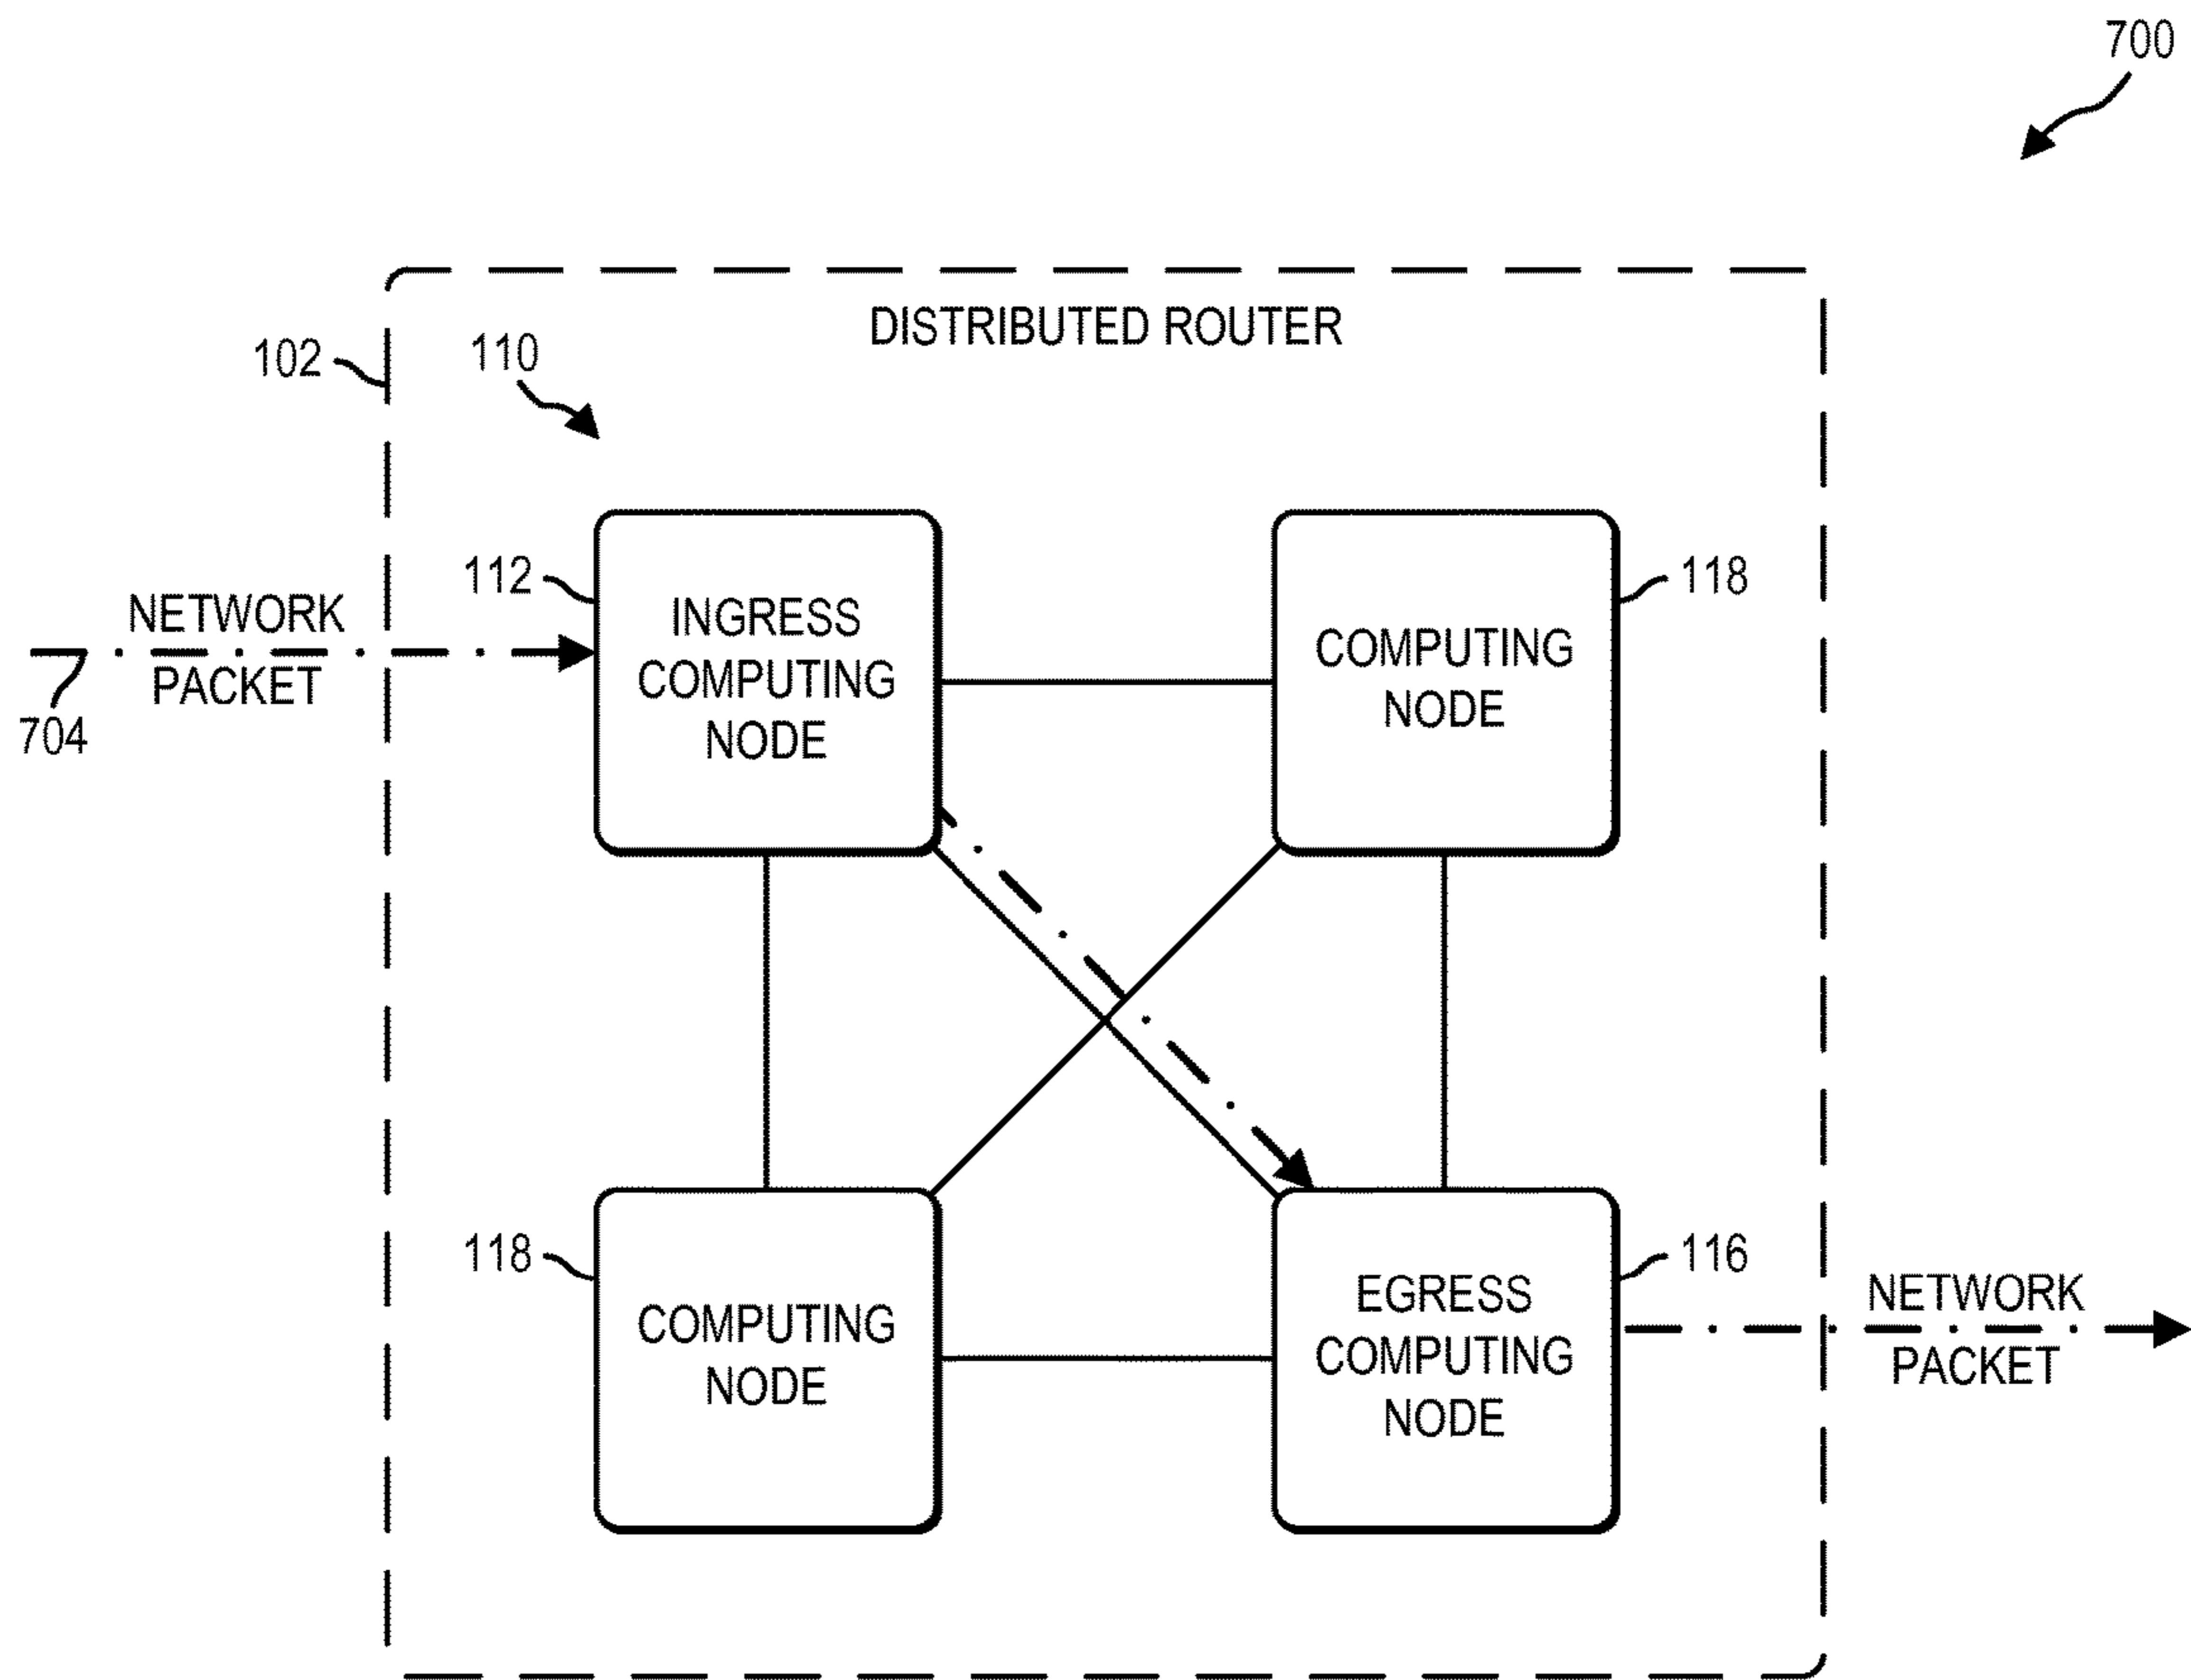 700
DISTRIBUTED ROUTER
102
110
112
118
NETWORK
PACKET
704
INGRESS
COMPUTING
NODE
COMPUTING
NODE
118
COMPUTING
NODE
116
EGRESS
COMPUTING
NODE
NETWORK
PACKET